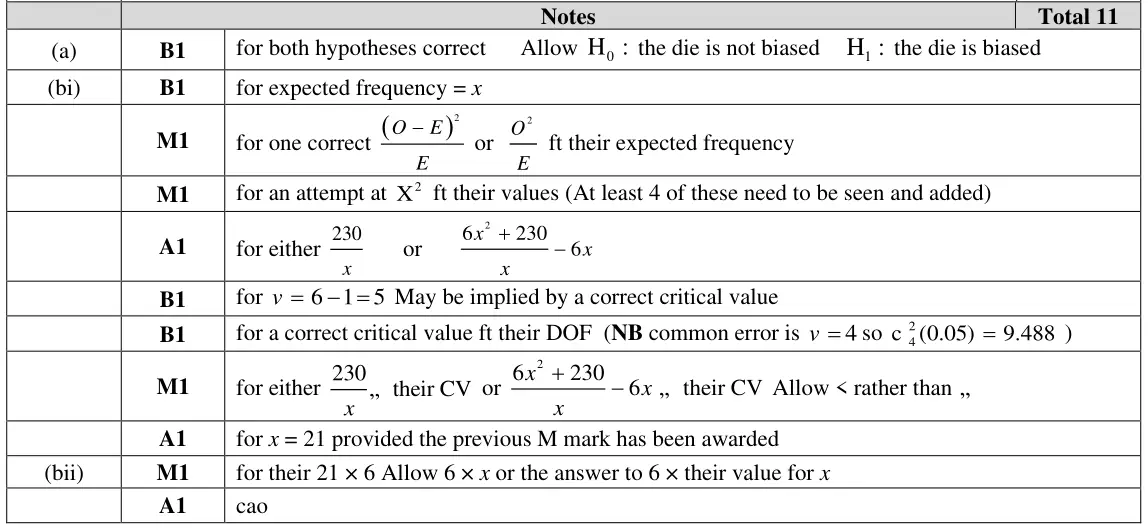 Notes Total 11
(a) B1 for both hypotheses correct Allow H₀ : the die is not biased H₁ : the die is biased
(bi) B1 for expected frequency = x
M1 for one correct (O − E)²/E or O²/E ft their expected frequency
M1 for an attempt at X² ft their values (At least 4 of these need to be seen and added)
A1 for either 230/x or (6x² + 230)/x − 6x
B1 for v = 6 − 1 = 5 May be implied by a correct critical value
B1 for a correct critical value ft their DOF (NB common error is v = 4 so c ²₄(0.05) = 9.488 )
M1 for either 230/x ,, their CV or (6x² + 230)/x − 6x ,, their CV Allow < rather than ,,
A1 for x = 21 provided the previous M mark has been awarded
(bii) M1 for their 21 × 6 Allow 6 × x or the answer to 6 × their value for x
A1 cao